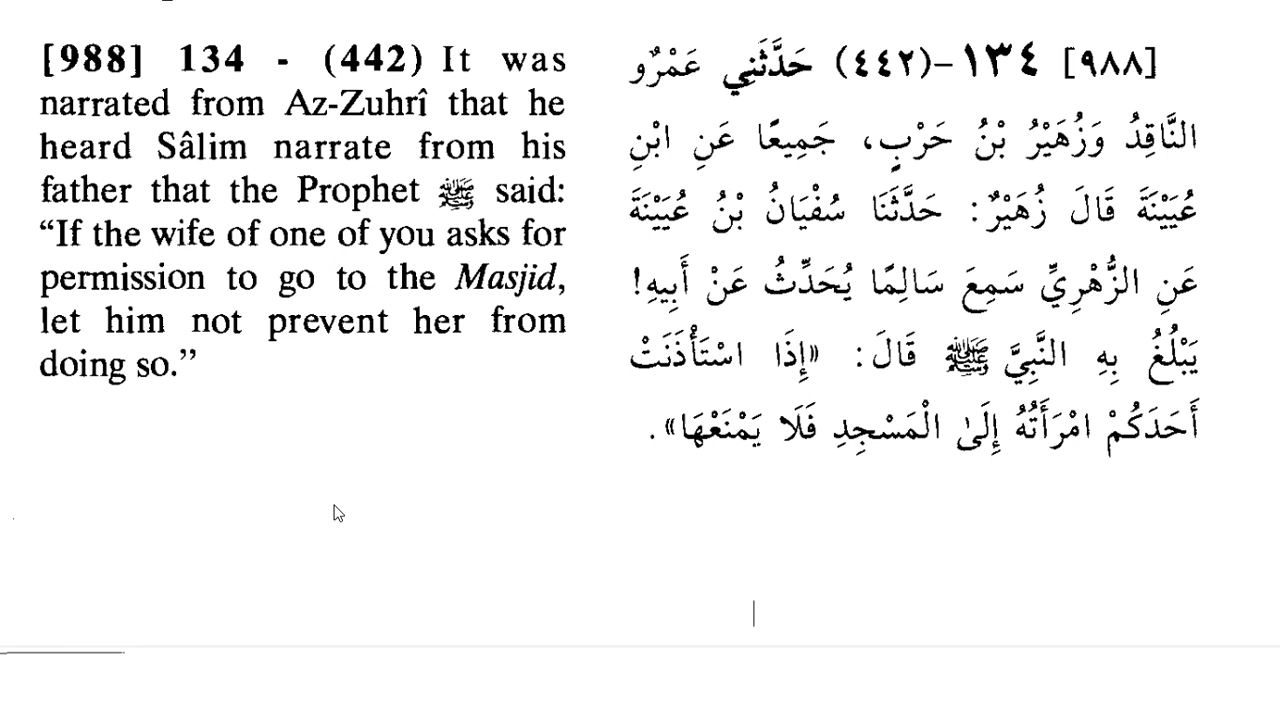 [988] 134 - (442) It was
narrated from Az-Zuhrî that he
heard Sâlim narrate from his
father that the Prophet ﷺ said:
“If the wife of one of you asks for
permission to go to the Masjid,
let him not prevent her from
doing so.”
[٩٨٨] ١٣٤-(٤٤٢) حَدَّثَنِي عَمْرٌو
النَّاقِدُ وَزُهَيْرُ بْنُ حَرْبٍ، جَمِيعًا عَنِ ابْنِ
عُيَيْنَةَ قَالَ زُهَيْرٌ: حَدَّثَنَا سُفْيَانُ بْنُ عُيَيْنَةَ
عَنِ الزُّهْرِيِّ سَمِعَ سَالِمًا يُحَدِّثُ عَنْ أَبِيهِ!
يَبْلُغُ بِهِ النَّبِيَّ ﷺ قَالَ: «إِذَا اسْتَأْذَنَتْ
أَحَدَكُمْ امْرَأَتُهُ إِلَىٰ الْمَسْجِدِ فَلَا يَمْنَعْهَا».